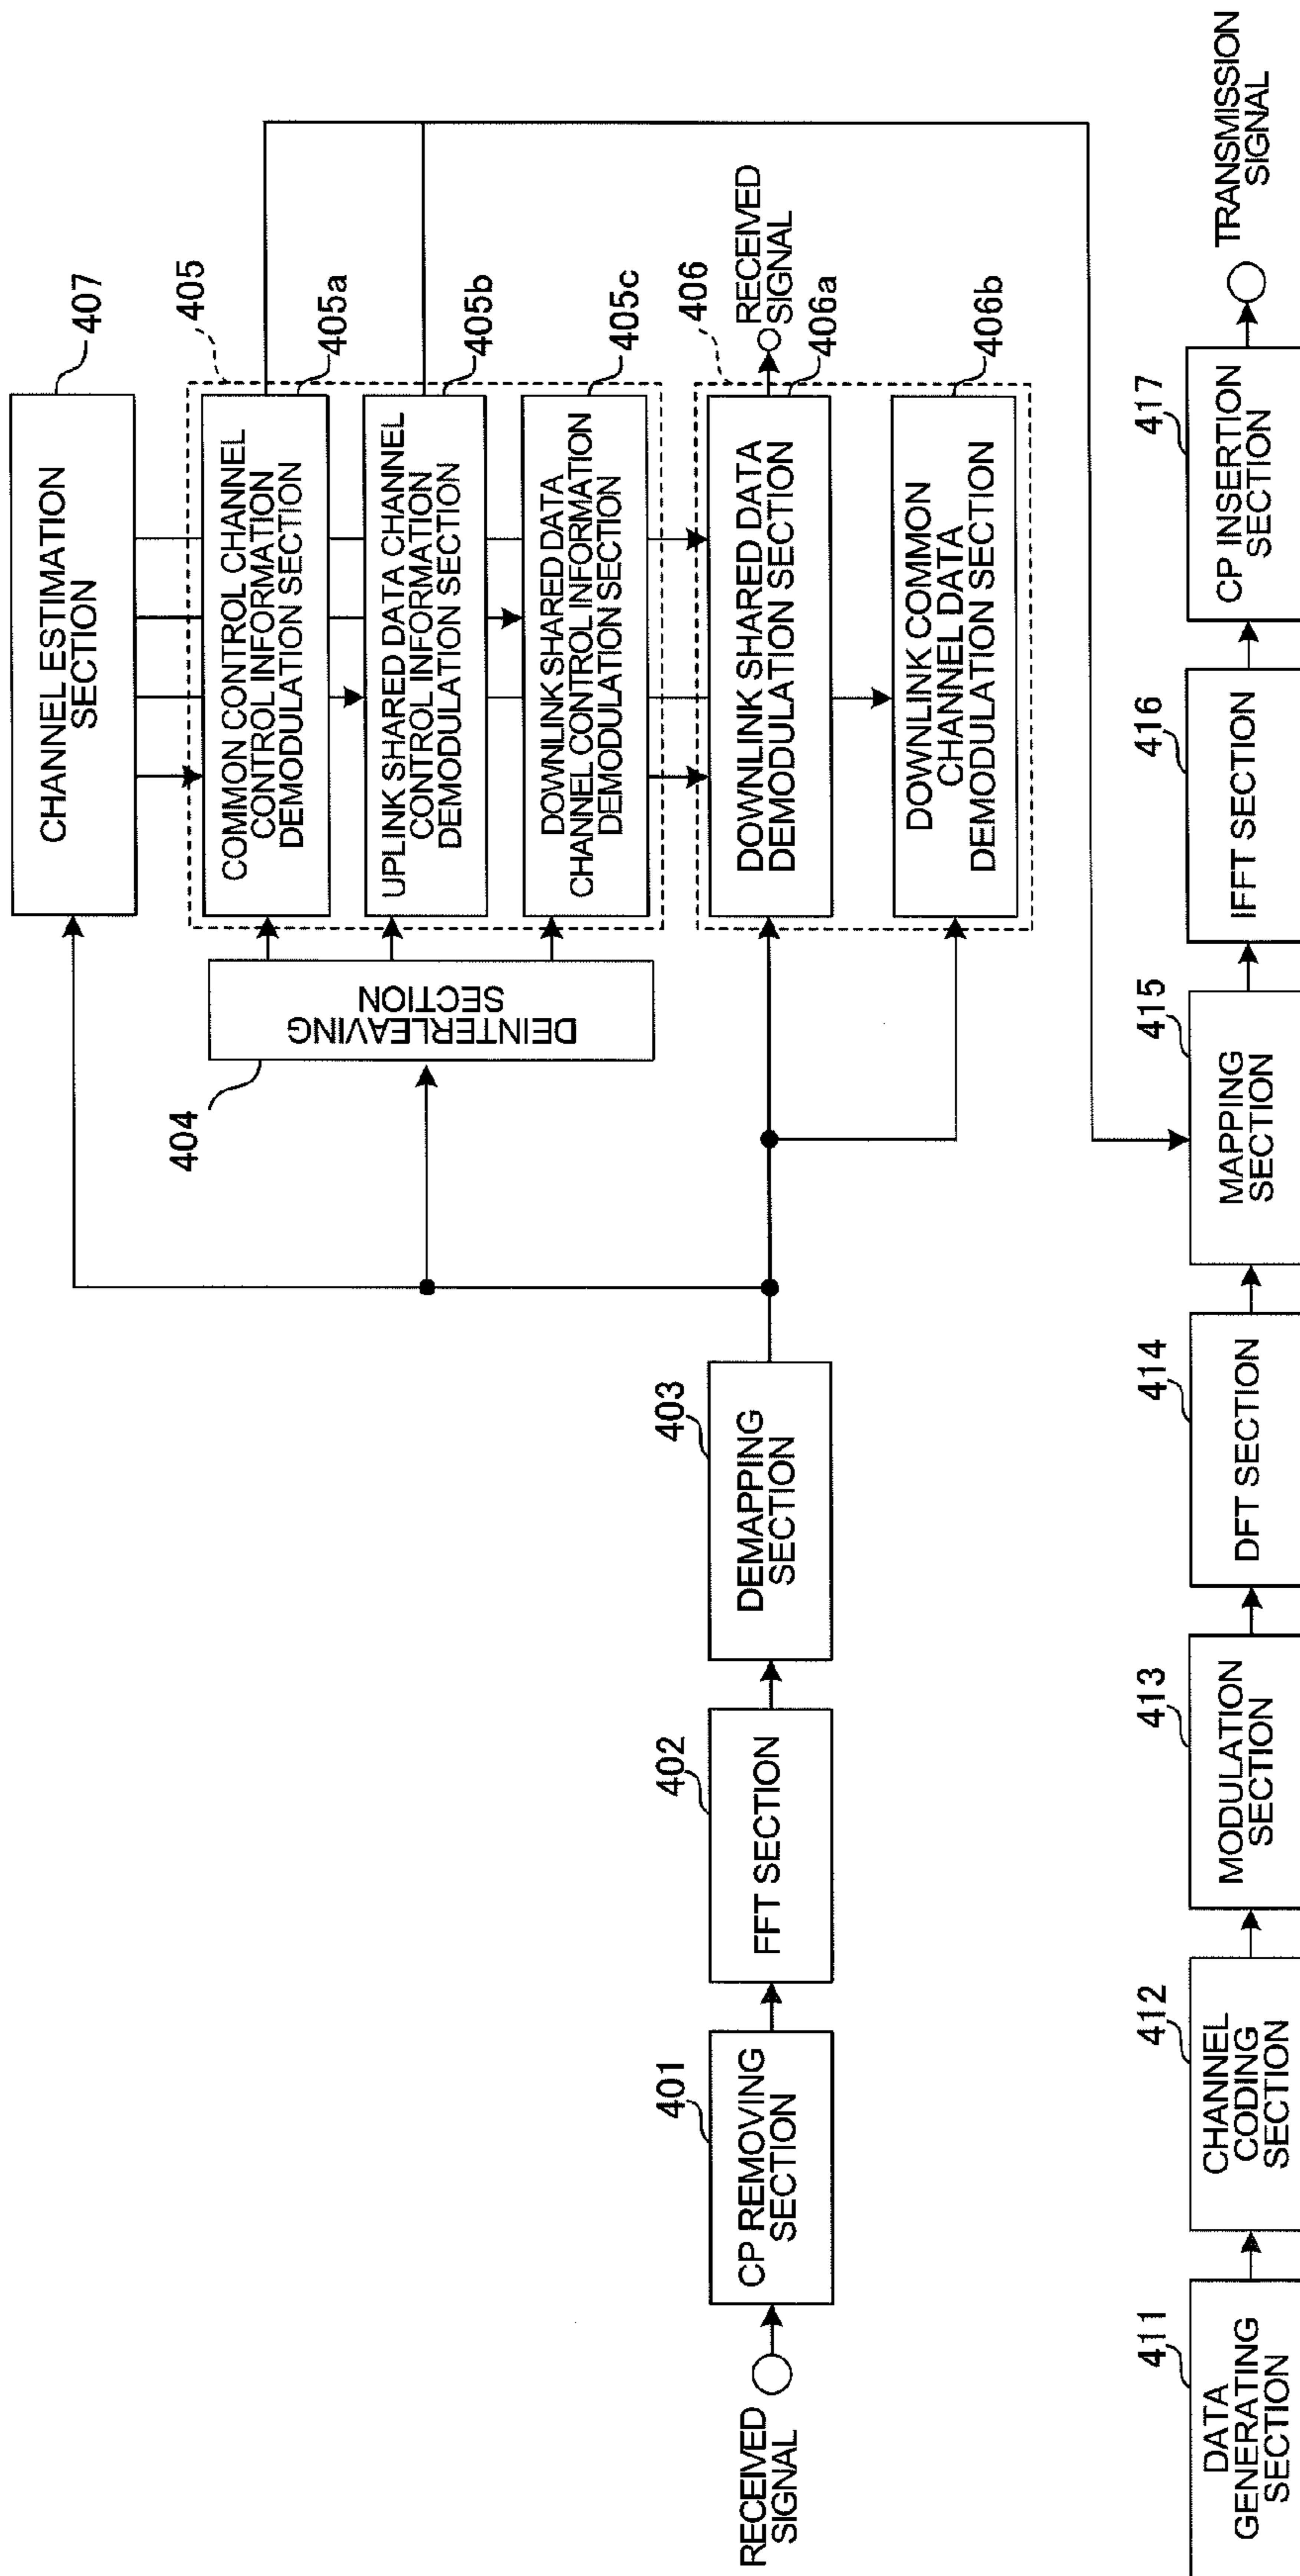 407
CHANNEL ESTIMATION
SECTION
405
405a
COMMON CONTROL CHANNEL
CONTROL INFORMATION
DEMODULATION SECTION
405b
UPLINK SHARED DATA CHANNEL
CONTROL INFORMATION
DEMODULATION SECTION
405c
DOWNLINK SHARED DATA
CHANNEL CONTROL INFORMATION
DEMODULATION SECTION
404
DEINTERLEAVING
SECTION
406
RECEIVED
SIGNAL
406a
DOWNLINK SHARED DATA
DEMODULATION SECTION
406b
DOWNLINK COMMON
CHANNEL DATA
DEMODULATION SECTION
RECEIVED
SIGNAL
401
CP REMOVING
SECTION
402
FFT SECTION
403
DEMAPPING
SECTION
411
DATA
GENERATING
SECTION
412
CHANNEL
CODING
SECTION
413
MODULATION
SECTION
414
DFT SECTION
415
MAPPING
SECTION
416
IFFT SECTION
417
CP INSERTION
SECTION
TRANSMISSION
SIGNAL